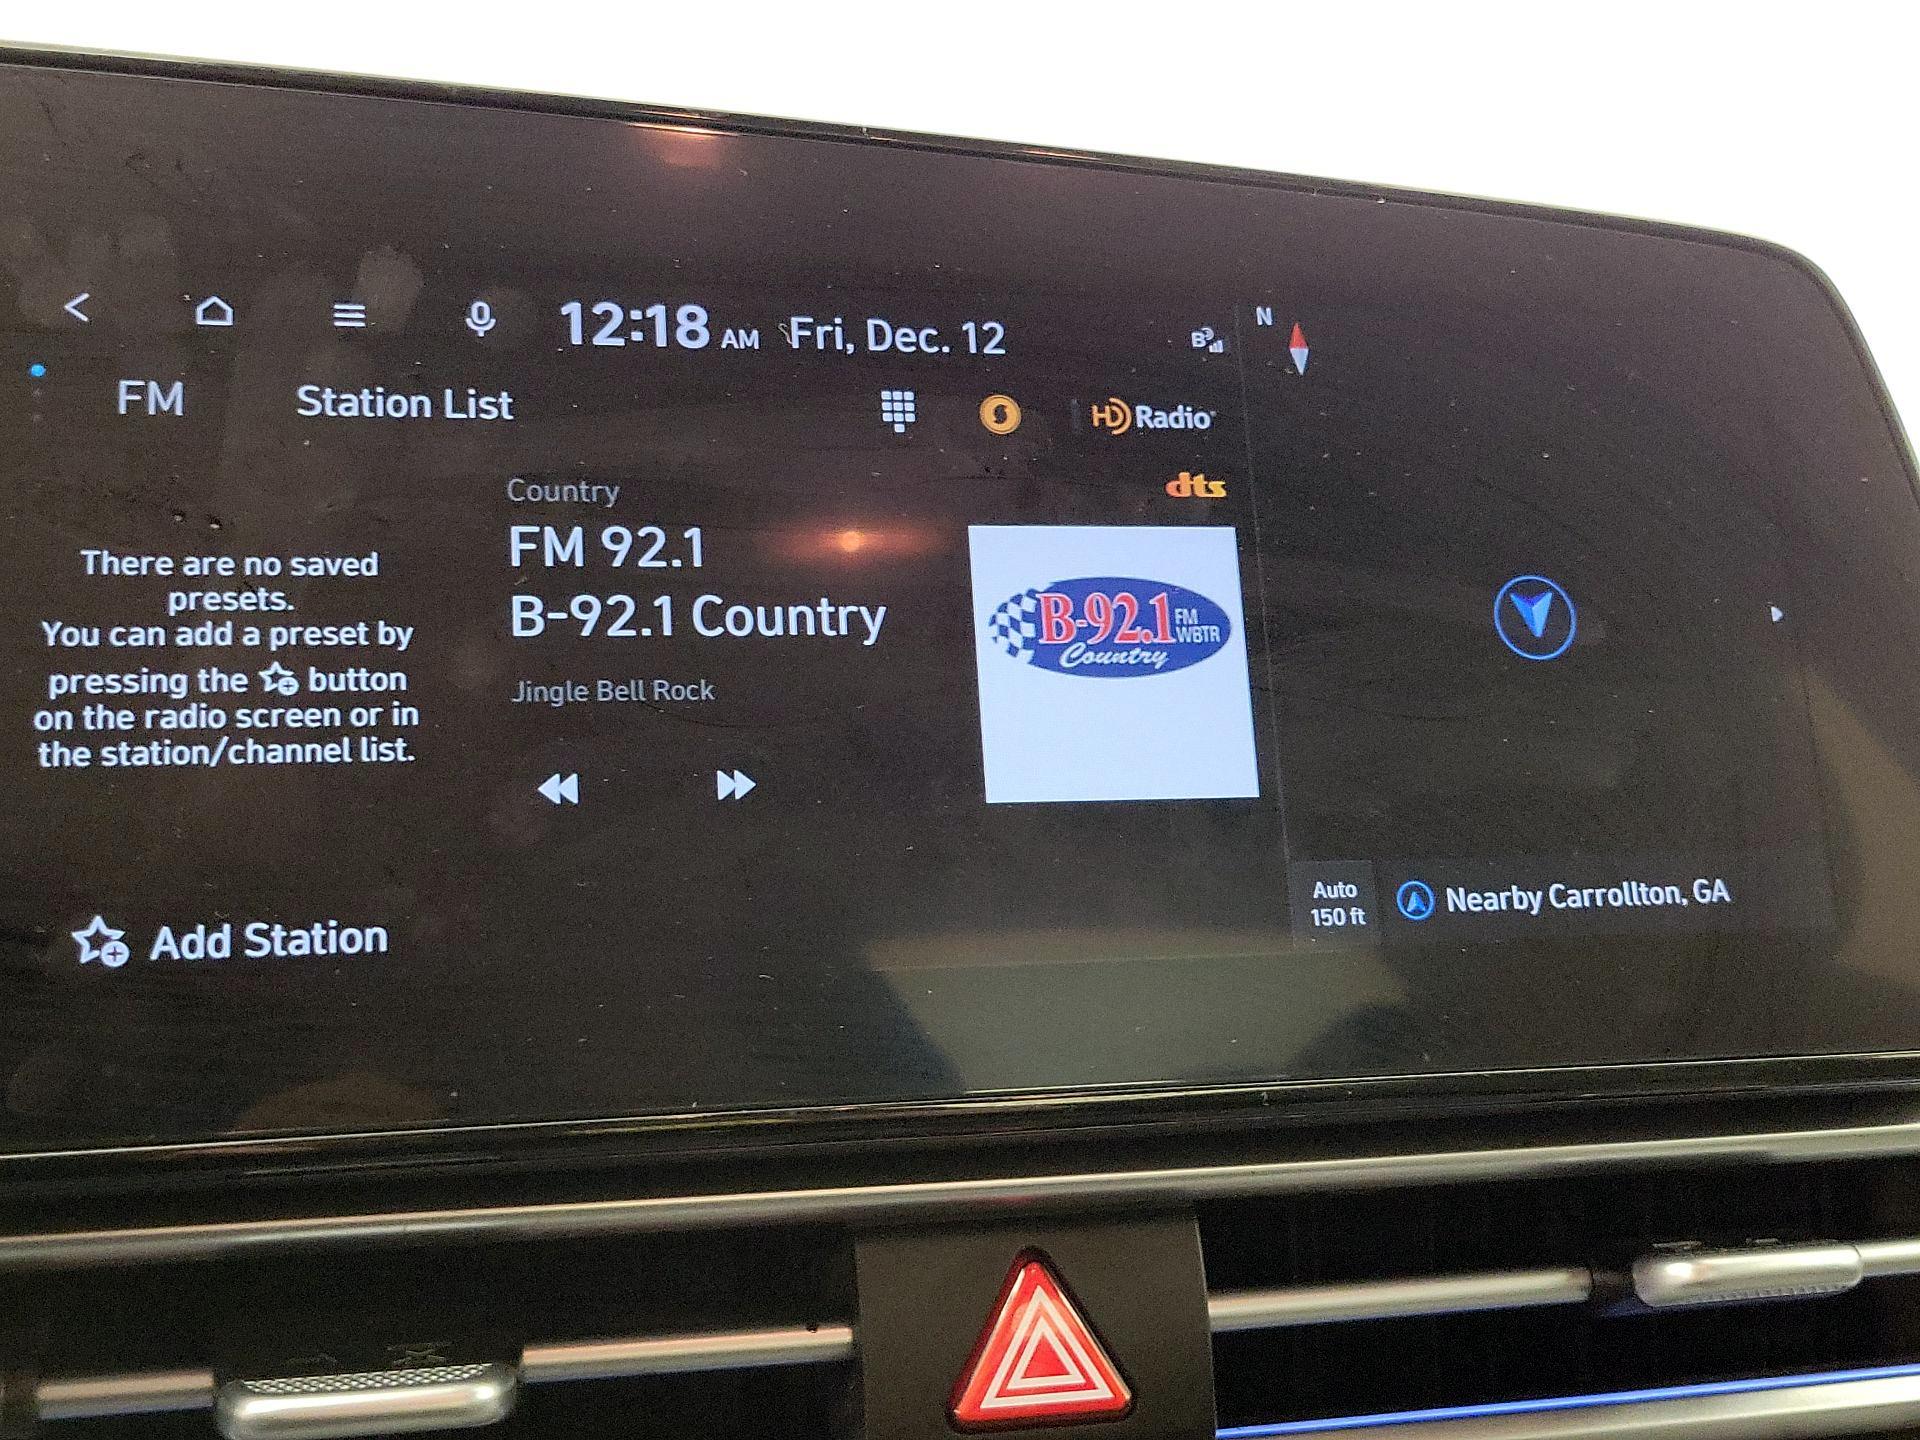 12:18 AM Fri, Dec. 12
N
FM
Station List
HD Radio
dts
Country
FM 92.1
B-92.1 Country
Jingle Bell Rock
B-92.1 FM
WBTR
Country
There are no saved
presets.
You can add a preset by
pressing the button
on the radio screen or in
the station/channel list.
Add Station
Auto
150 ft
Nearby Carrollton, GA